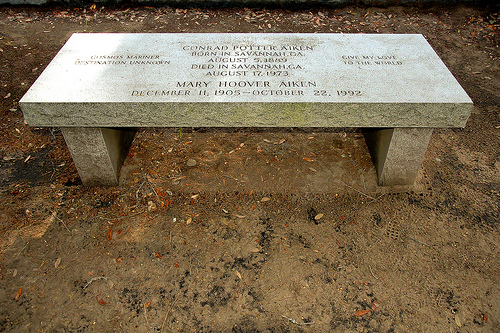 CONRAD POTTER AIKEN
BORN IN SAVANNAH, GA.
AUGUST 5, 1889
DIED IN SAVANNAH, GA.
AUGUST 17, 1973
COSMOS MARINER
DESTINATION UNKNOWN
GIVE MY LOVE
TO THE WORLD
MARY HOOVER AIKEN
DECEMBER 11, 1905—OCTOBER 22, 1992